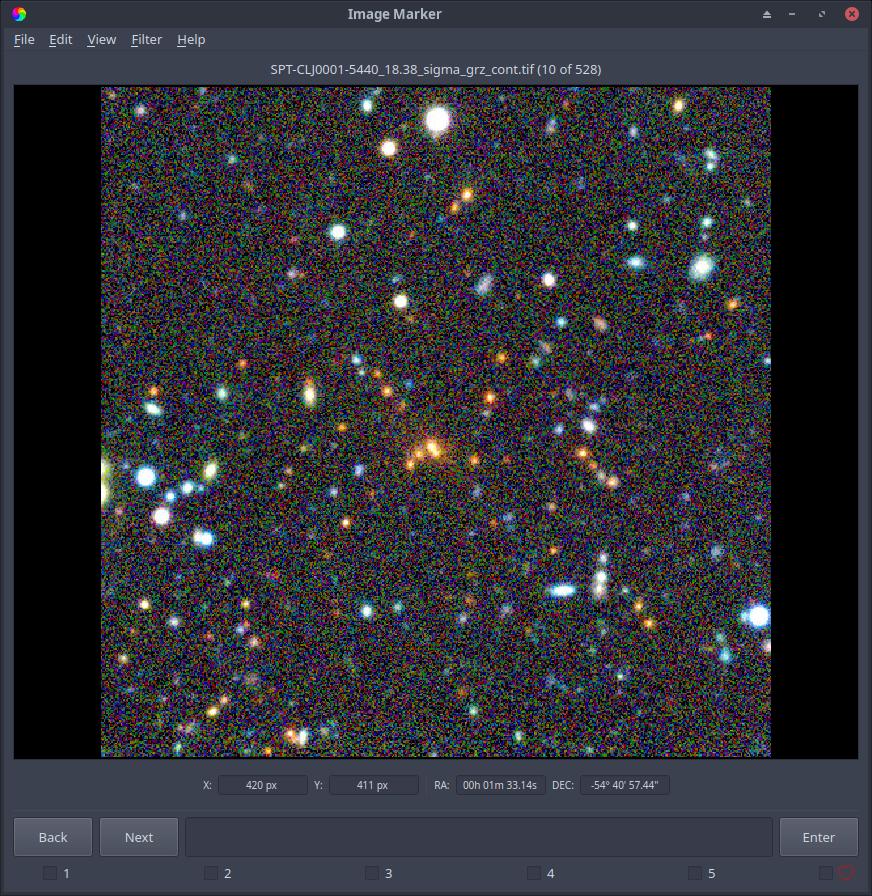 Image Marker
File Edit View Filter Help
SPT-CLJ0001-5440_18.38_sigma_grz_cont.tif (10 of 528)
X: 420 px Y: 411 px RA: 00h 01m 33.14s DEC: -54° 40' 57.44"
Back Next Enter
1 2 3 4 5